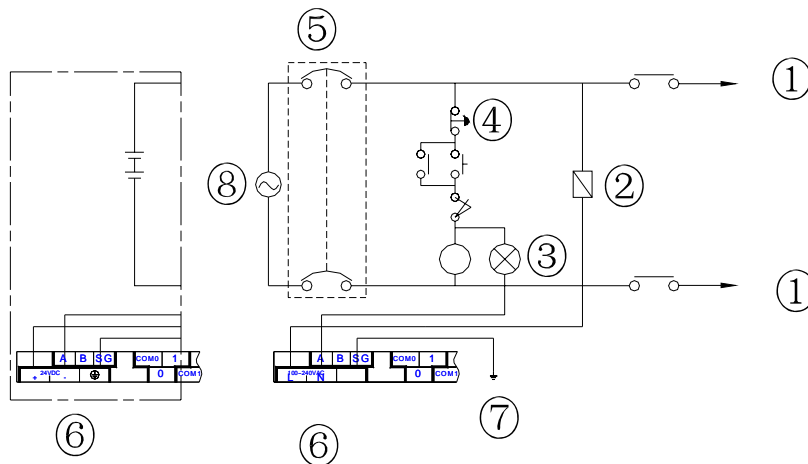 ⑤
①
④
⑧
②
③
①
A B SG COM0 1
24VDC
+ - 0 COM1
A B SG COM0 1
100~240VAC
L N 0 COM1
⑦
⑥
⑥